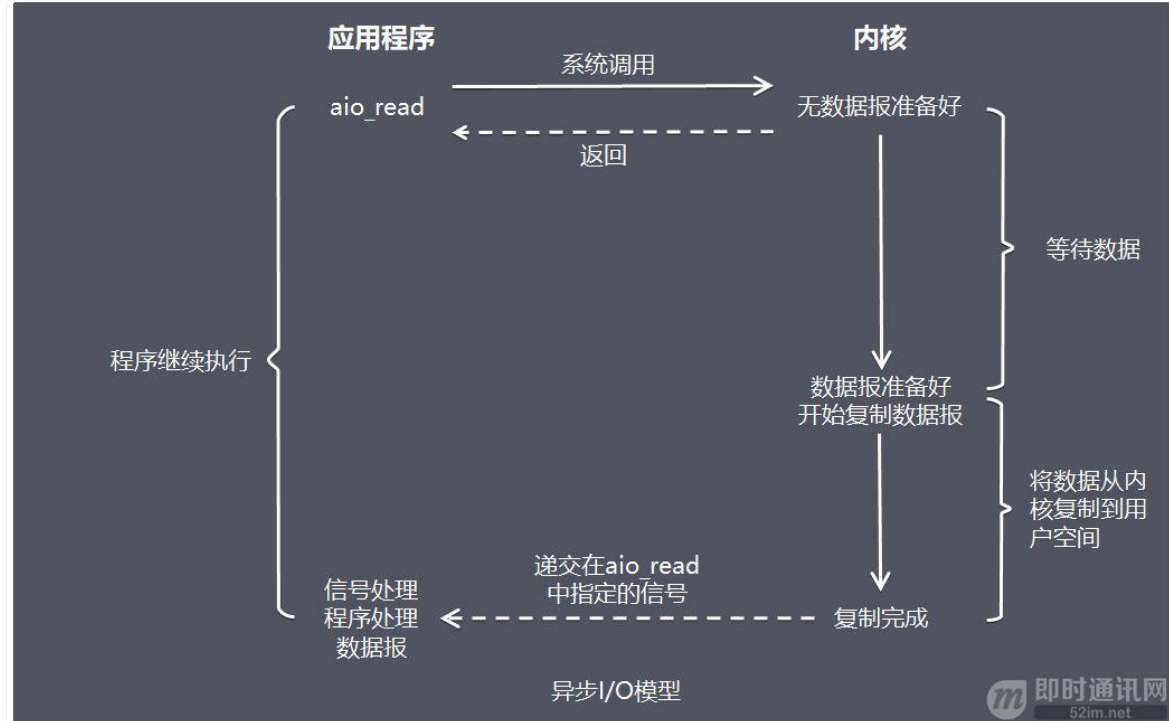 应用程序
内核
系统调用
aio_read
无数据报准备好
返回
等待数据
程序继续执行
数据报准备好
开始复制数据报
将数据从内
核复制到用
户空间
递交在aio_read
中指定的信号
信号处理
程序处理
数据报
复制完成
异步I/O模型
即时通讯网
52im.net